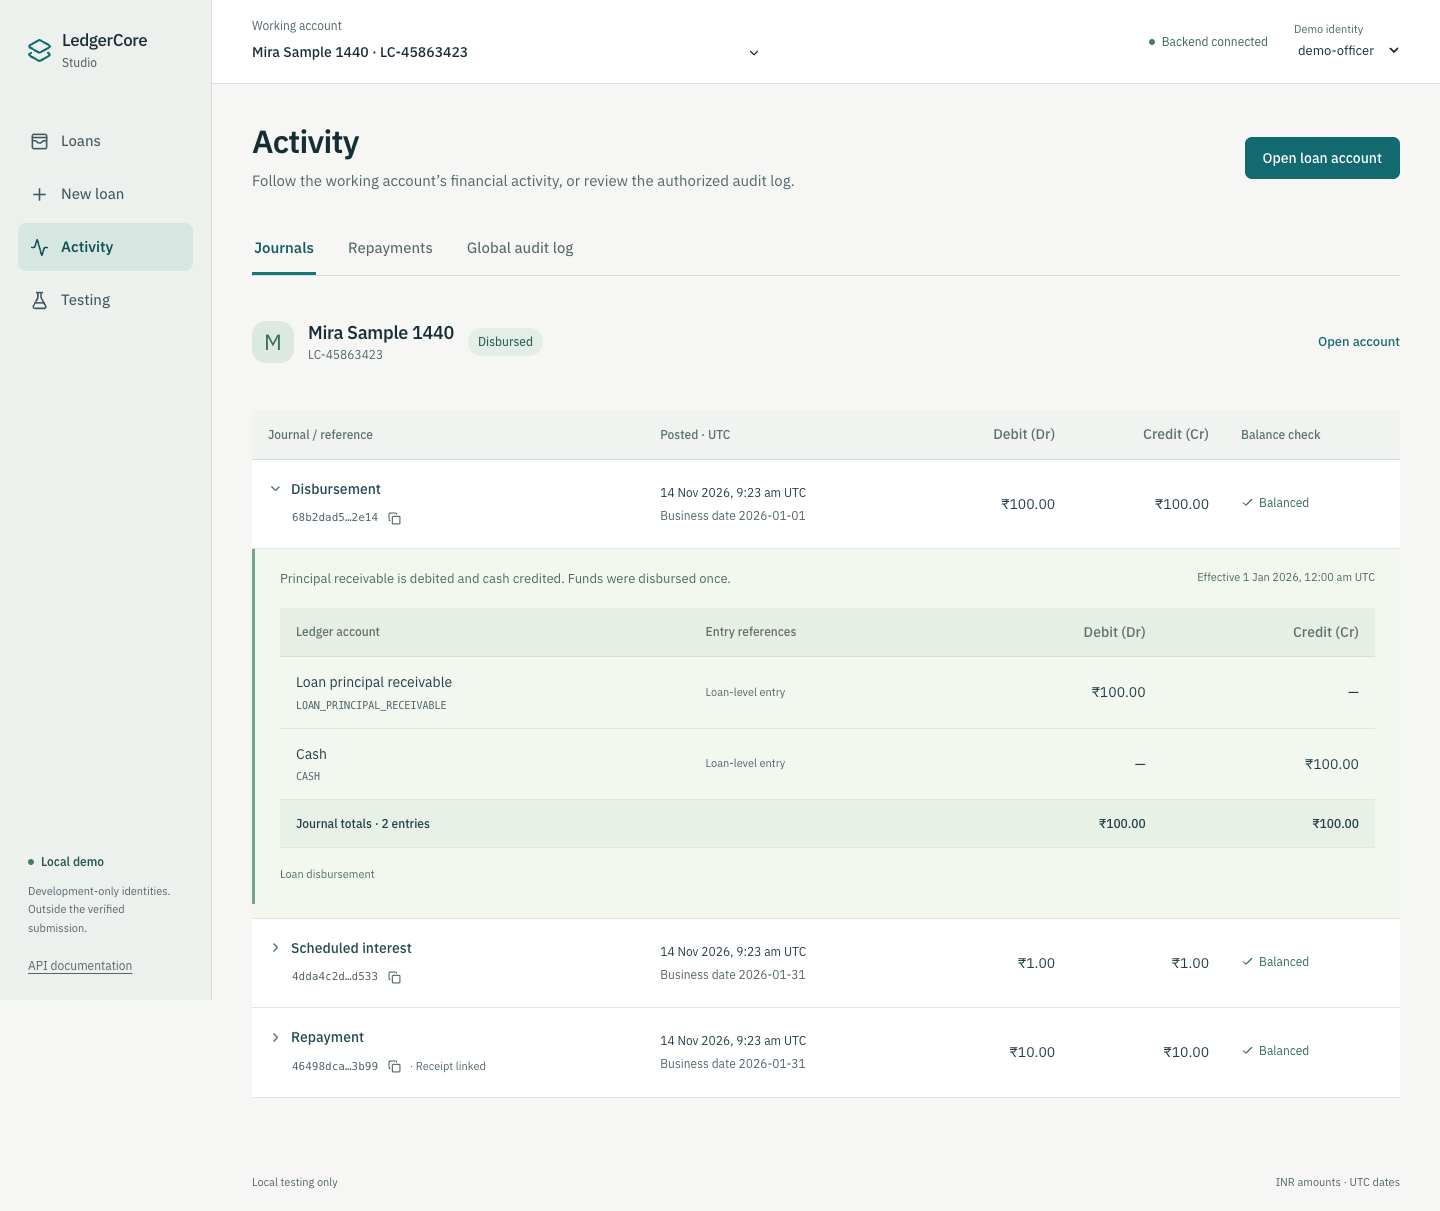 LedgerCore
Studio
Loans
New loan
Activity
Testing
Local demo
Development-only identities.
Outside the verified
submission.
API documentation
Working account
Mira Sample 1440 · LC-45863423
Backend connected
Demo identity
demo-officer
Activity
Follow the working account’s financial activity, or review the authorized audit log.
Open loan account
Journals Repayments Global audit log
M
Mira Sample 1440
LC-45863423
Disbursed
Open account
Journal / reference Posted · UTC Debit (Dr) Credit (Cr) Balance check
Disbursement
68b2dad5…2e14
14 Nov 2026, 9:23 am UTC
Business date 2026-01-01
₹100.00 ₹100.00 Balanced
Principal receivable is debited and cash credited. Funds were disbursed once.
Effective 1 Jan 2026, 12:00 am UTC
Ledger account Entry references Debit (Dr) Credit (Cr)
Loan principal receivable
LOAN_PRINCIPAL_RECEIVABLE
Loan-level entry ₹100.00 —
Cash
CASH
Loan-level entry — ₹100.00
Journal totals · 2 entries ₹100.00 ₹100.00
Loan disbursement
Scheduled interest
4dda4c2d…d533
14 Nov 2026, 9:23 am UTC
Business date 2026-01-31
₹1.00 ₹1.00 Balanced
Repayment
46498dca…3b99 · Receipt linked
14 Nov 2026, 9:23 am UTC
Business date 2026-01-31
₹10.00 ₹10.00 Balanced
Local testing only
INR amounts · UTC dates